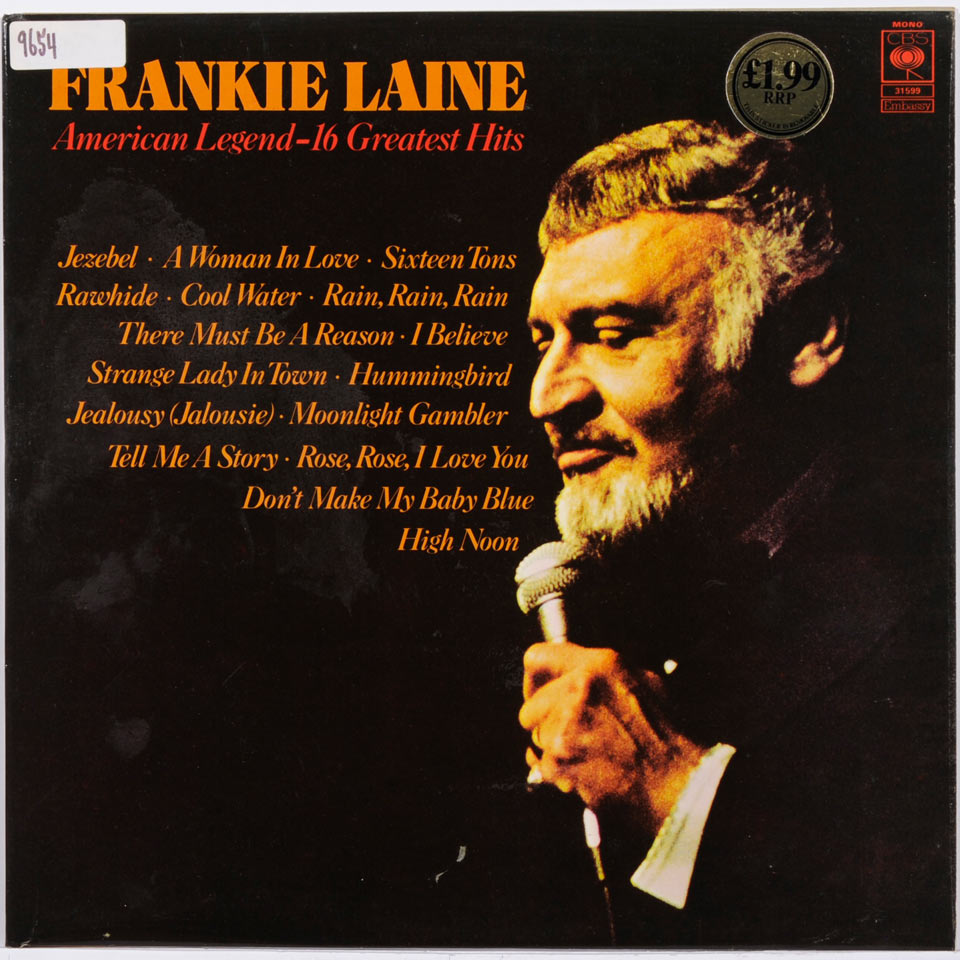 9654
FRANKIE LAINE
American Legend–16 Greatest Hits
£1.99
RRP
MONO
CBS
31599
Embassy
Jezebel · A Woman In Love · Sixteen Tons
Rawhide · Cool Water · Rain, Rain, Rain
There Must Be A Reason · I Believe
Strange Lady In Town · Hummingbird
Jealousy (Jalousie) · Moonlight Gambler
Tell Me A Story · Rose, Rose, I Love You
Don't Make My Baby Blue
High Noon